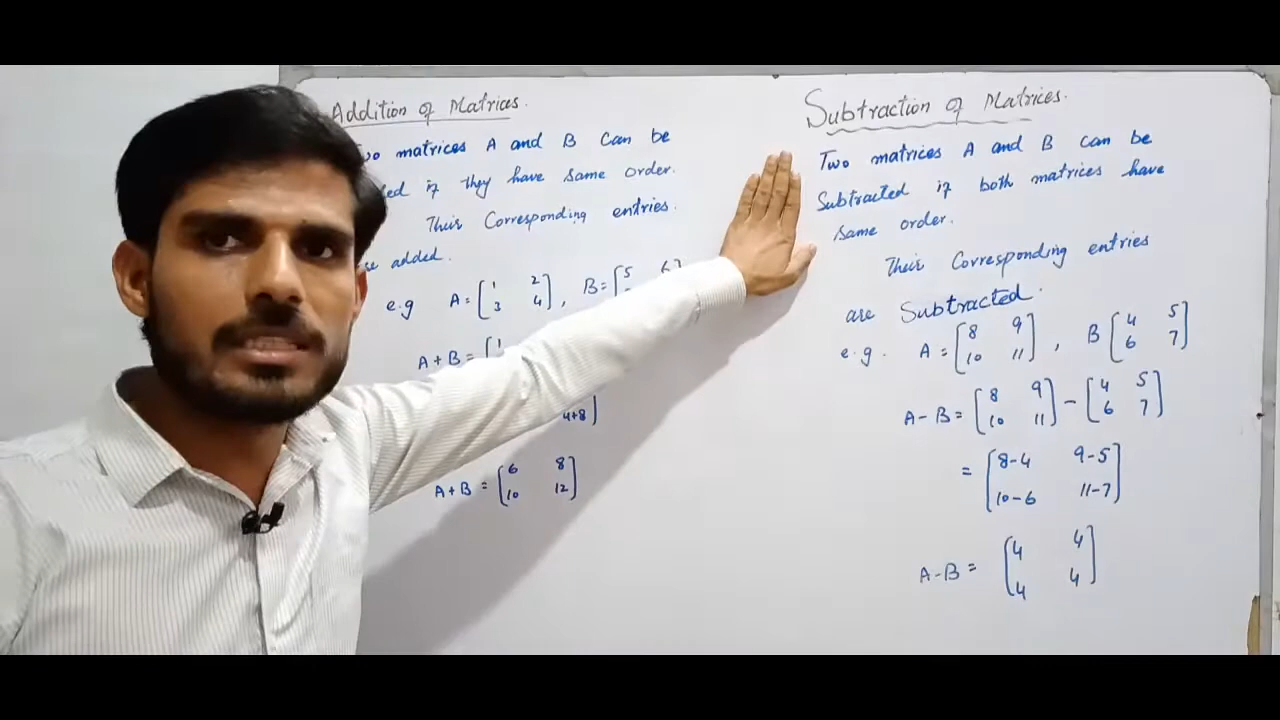 Addition of Matrices.
matrices A and B can be
if they have same order.
Their Corresponding entries.
added.
e.g A = [1 2
3 4] , B = [5 6]
A + B = [1
4+8]
A + B = [6 8
10 12]
Subtraction of Matrices.
Two matrices A and B can be
Subtracted if both matrices have
same order.
Their Corresponding entries
are Subtracted.
e.g. A = [8 9
10 11] , B [4 5
6 7]
A - B = [8 9
10 11] - [4 5
6 7]
= [8-4 9-5
10-6 11-7]
A-B = [4 4
4 4]